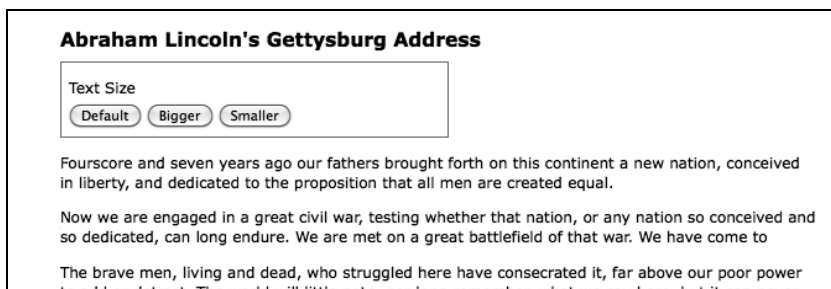 Abraham Lincoln's Gettysburg Address
Text Size
Default Bigger Smaller
Fourscore and seven years ago our fathers brought forth on this continent a new nation, conceived
in liberty, and dedicated to the proposition that all men are created equal.
Now we are engaged in a great civil war, testing whether that nation, or any nation so conceived and
so dedicated, can long endure. We are met on a great battlefield of that war. We have come to
The brave men, living and dead, who struggled here have consecrated it, far above our poor power